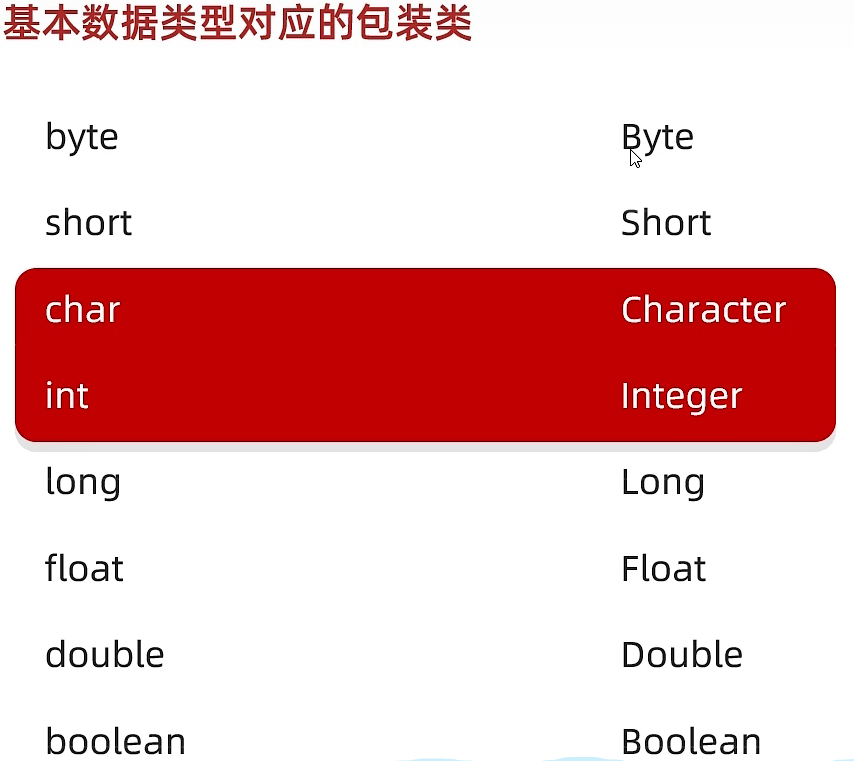 基本数据类型对应的包装类
byte Byte
short Short
char Character
int Integer
long Long
float Float
double Double
boolean Boolean